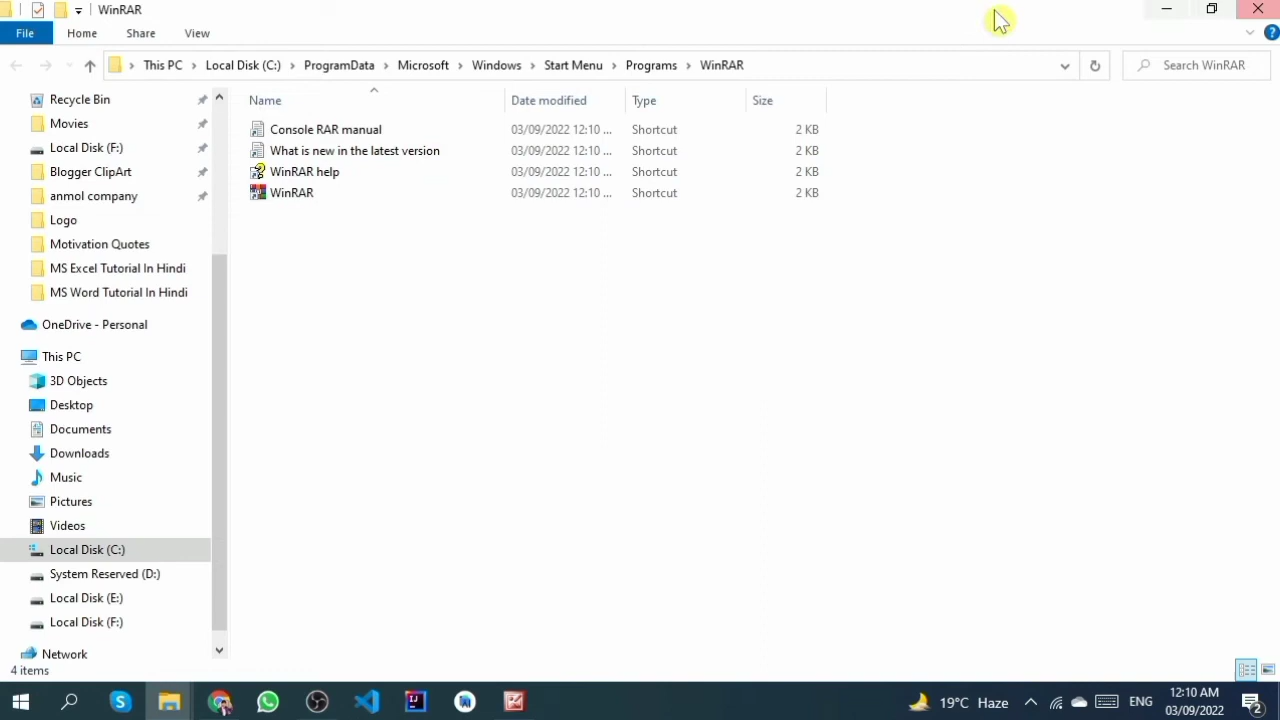 WinRAR
File Home Share View
This PC Local Disk (C:) ProgramData Microsoft Windows Start Menu Programs WinRAR
Search WinRAR
Name Date modified Type Size
Console RAR manual 03/09/2022 12:10 ... Shortcut 2 KB
What is new in the latest version 03/09/2022 12:10 ... Shortcut 2 KB
WinRAR help 03/09/2022 12:10 ... Shortcut 2 KB
WinRAR 03/09/2022 12:10 ... Shortcut 2 KB
Recycle Bin
Movies
Local Disk (F:)
Blogger ClipArt
anmol company
Logo
Motivation Quotes
MS Excel Tutorial In Hindi
MS Word Tutorial In Hindi
OneDrive - Personal
This PC
3D Objects
Desktop
Documents
Downloads
Music
Pictures
Videos
Local Disk (C:)
System Reserved (D:)
Local Disk (E:)
Local Disk (F:)
Network
4 items
19°C Haze
ENG
12:10 AM
03/09/2022
2